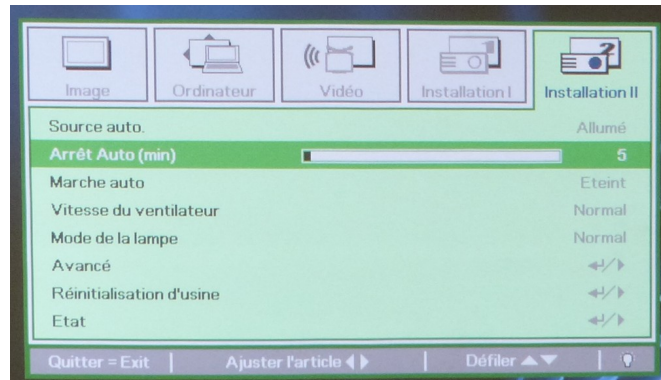 Image Ordinateur Vidéo Installation I Installation II
Source auto. Allumé
Arrêt Auto (min) 5
Marche auto Eteint
Vitesse du ventilateur Normal
Mode de la lampe Normal
Avancé
Réinitialisation d'usine
Etat
Quitter = Exit | Ajuster l'article | Défiler